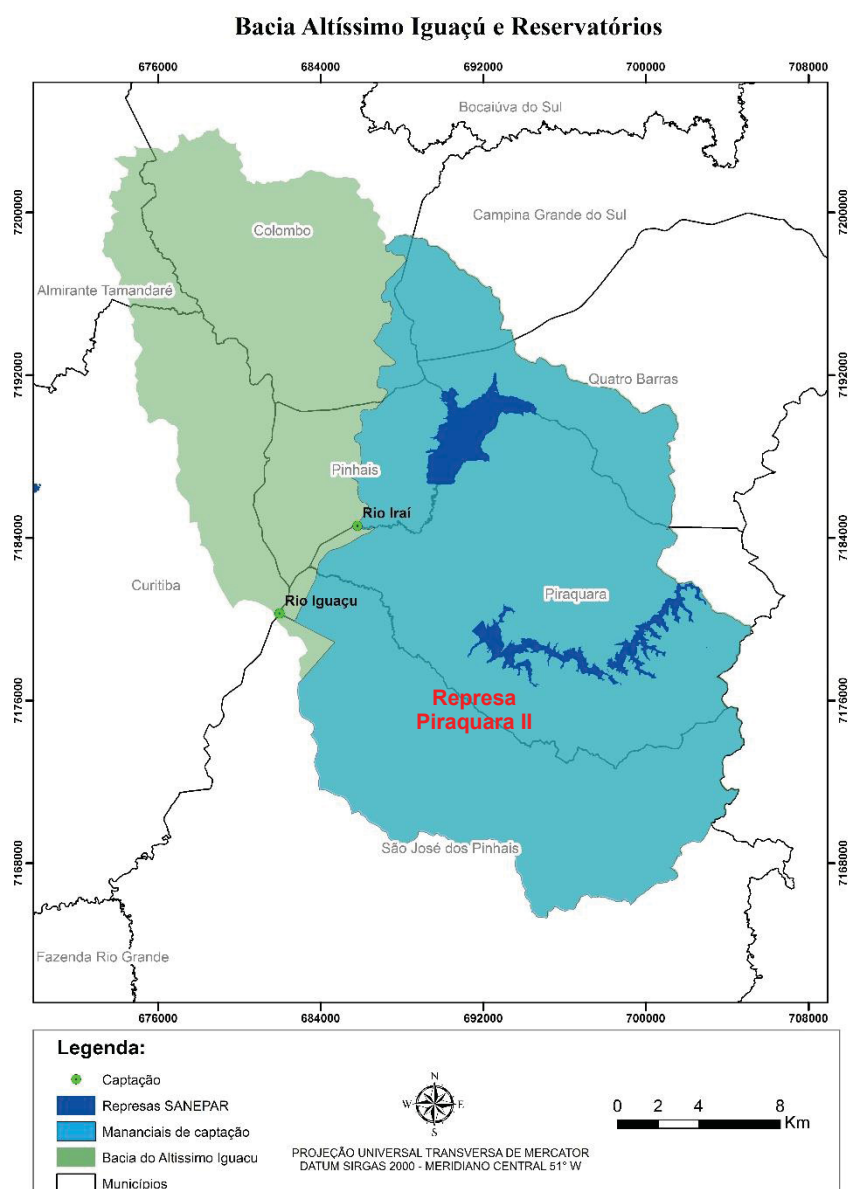 Bacia Altíssimo Iguaçú e Reservatórios
676000 684000 692000 700000 708000
Bocaiúva do Sul
7200000 7200000
Campina Grande do Sul
Colombo
Almirante Tamandaré
7192000 7192000
Quatro Barras
Pinhais
Rio Iraí
7184000 7184000
Curitiba
Piraquara
Rio Iguaçu
Represa
Piraquara II
7176000 7176000
São José dos Pinhais
7168000 7168000
Fazenda Rio Grande
676000 684000 692000 700000 708000
Legenda:
Captação
Represas SANEPAR
Mananciais de captação
Bacia do Altissimo Iguacu
Municípios
N
W E
S
PROJEÇÃO UNIVERSAL TRANSVERSA DE MERCATOR
DATUM SIRGAS 2000 - MERIDIANO CENTRAL 51° W
0 2 4 8
Km